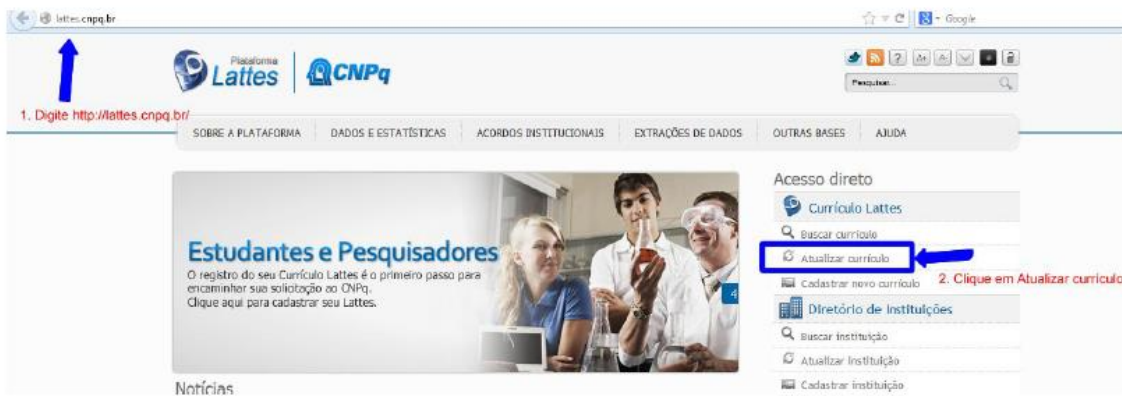 lattes.cnpq.br
Google
Plataforma
Lattes
CNPq
A+
A-
Pesquisar...
1. Digite http://lattes.cnpq.br/
SOBRE A PLATAFORMA
DADOS E ESTATÍSTICAS
ACORDOS INSTITUCIONAIS
EXTRAÇÕES DE DADOS
OUTRAS BASES
AJUDA
Estudantes e Pesquisadores
O registro do seu Currículo Lattes é o primeiro passo para
encaminhar sua solicitação ao CNPq.
Clique aqui para cadastrar seu Lattes.
4
Notícias
Acesso direto
Currículo Lattes
Buscar currículo
Atualizar currículo
2. Clique em Atualizar currículo
Cadastrar novo currículo
Diretório de Instituições
Buscar instituição
Atualizar instituição
Cadastrar instituição